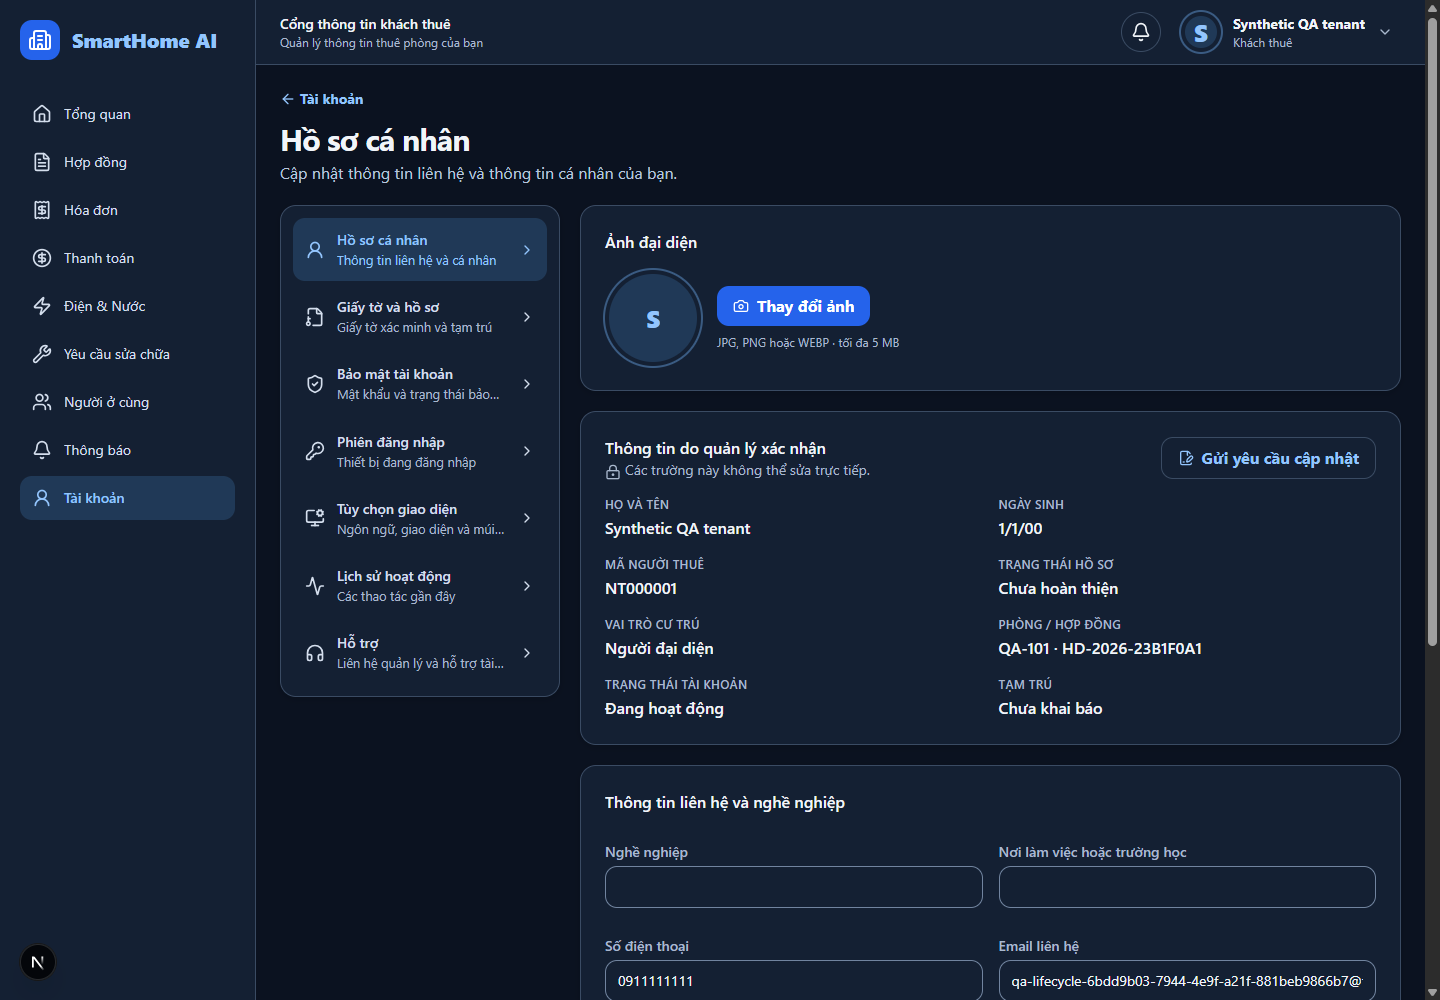 SmartHome AI
Tổng quan
Hợp đồng
Hóa đơn
Thanh toán
Điện & Nước
Yêu cầu sửa chữa
Người ở cùng
Thông báo
Tài khoản
N
Cổng thông tin khách thuê
Quản lý thông tin thuê phòng của bạn
S
Synthetic QA tenant
Khách thuê
Tài khoản
Hồ sơ cá nhân
Cập nhật thông tin liên hệ và thông tin cá nhân của bạn.
Hồ sơ cá nhân
Thông tin liên hệ và cá nhân
Giấy tờ và hồ sơ
Giấy tờ xác minh và tạm trú
Bảo mật tài khoản
Mật khẩu và trạng thái bảo...
Phiên đăng nhập
Thiết bị đang đăng nhập
Tùy chọn giao diện
Ngôn ngữ, giao diện và múi...
Lịch sử hoạt động
Các thao tác gần đây
Hỗ trợ
Liên hệ quản lý và hỗ trợ tài...
Ảnh đại diện
S
Thay đổi ảnh
JPG, PNG hoặc WEBP · tối đa 5 MB
Thông tin do quản lý xác nhận
Các trường này không thể sửa trực tiếp.
Gửi yêu cầu cập nhật
HỌ VÀ TÊN
Synthetic QA tenant
NGÀY SINH
1/1/00
MÃ NGƯỜI THUÊ
NT000001
TRẠNG THÁI HỒ SƠ
Chưa hoàn thiện
VAI TRÒ CƯ TRÚ
Người đại diện
PHÒNG / HỢP ĐỒNG
QA-101 · HD-2026-23B1F0A1
TRẠNG THÁI TÀI KHOẢN
Đang hoạt động
TẠM TRÚ
Chưa khai báo
Thông tin liên hệ và nghề nghiệp
Nghề nghiệp
Nơi làm việc hoặc trường học
Số điện thoại
0911111111
Email liên hệ
qa-lifecycle-6bdd9b03-7944-4e9f-a21f-881beb9866b7@